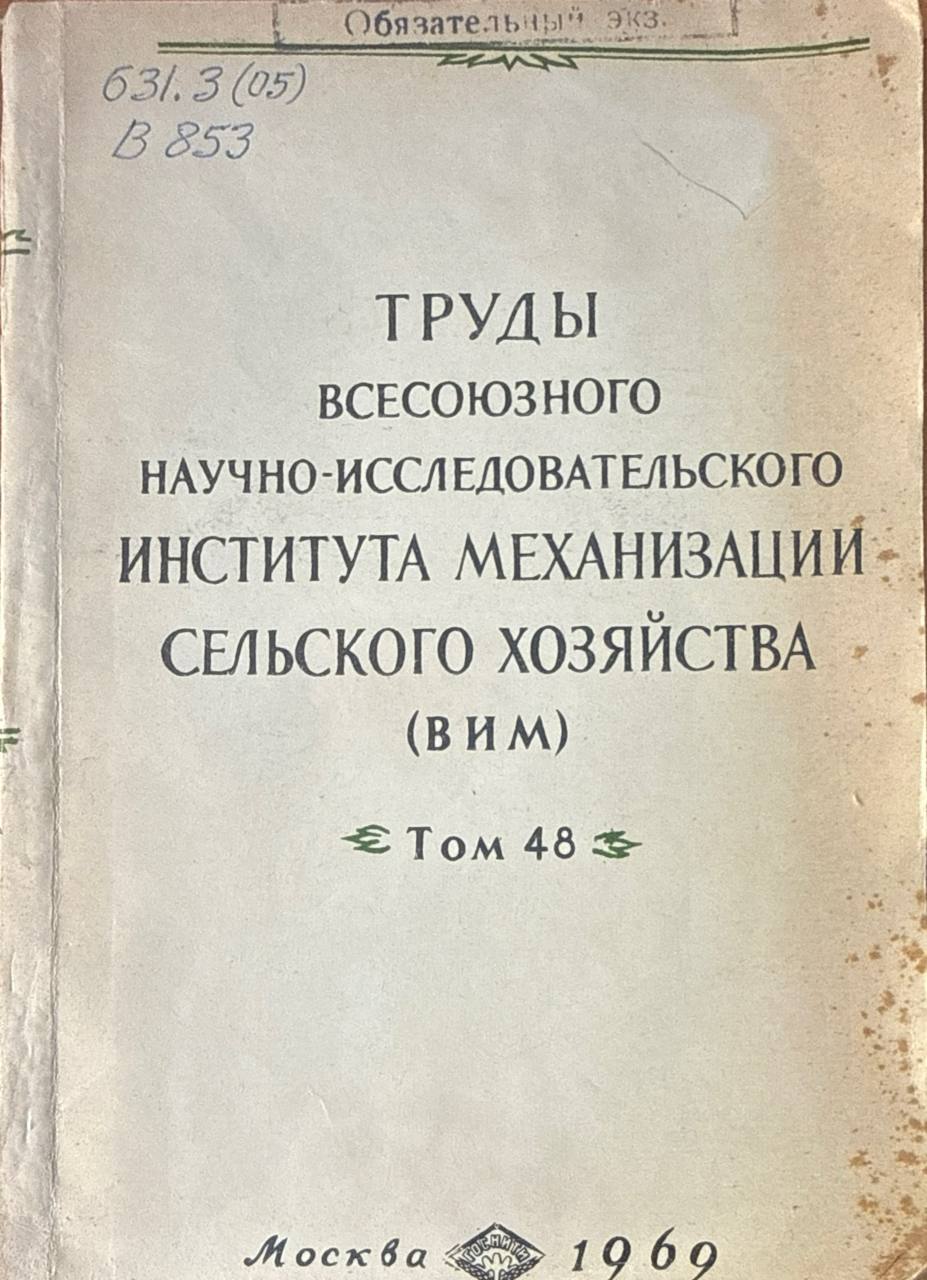 Обязательный экз.
631.3(05)
В 853
ТРУДЫ
ВСЕСОЮЗНОГО
НАУЧНО-ИССЛЕДОВАТЕЛЬСКОГО
ИНСТИТУТА МЕХАНИЗАЦИИ
СЕЛЬСКОГО ХОЗЯЙСТВА
(ВИМ)
Том 48
Москва ГОСНИТИ 1969